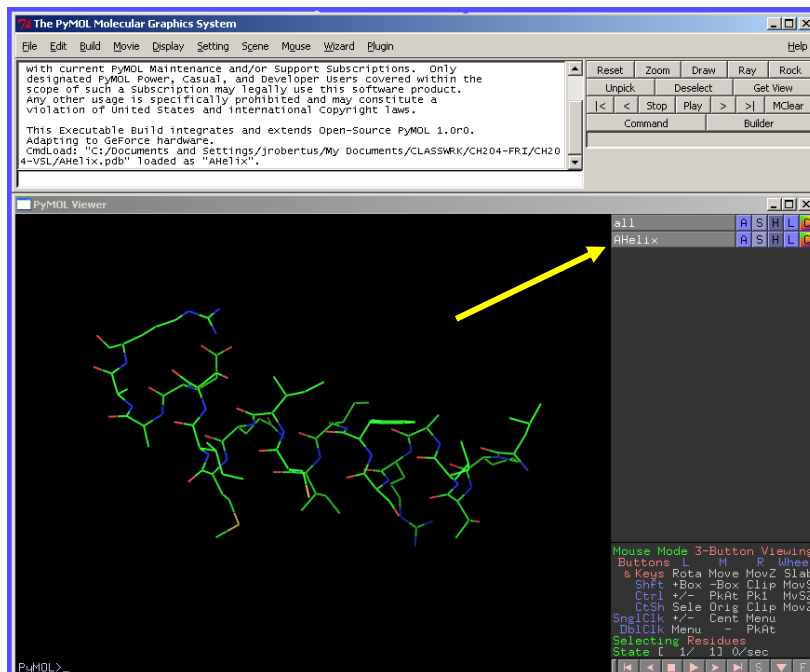 The PyMOL Molecular Graphics System
File Edit Build Movie Display Setting Scene Mouse Wizard Plugin Help
with current PyMOL Maintenance and/or Support Subscriptions. Only
designated PyMOL Power, Casual, and Developer Users covered within the
scope of such a Subscription may legally use this software product.
Any other usage is specifically prohibited and may constitute a
violation of United States and international Copyright laws.
This Executable Build integrates and extends Open-Source PyMOL 1.0r0.
Adapting to GeForce hardware.
CmdLoad: "C:/Documents and Settings/jrobertus/My Documents/CLASSWRK/CH204-FRI/CH20
4-VSL/AHelix.pdb" loaded as "AHelix".
Reset Zoom Draw Ray Rock
Unpick Deselect Get View
|< < Stop Play > >| MClear
Command Builder
PyMOL Viewer
all A S H L C
AHelix A S H L C
Mouse Mode 3-Button Viewing
Buttons L M R Wheel
& Keys Rota Move MovZ Slab
Shft +Box -Box Clip MovS
Ctrl +/- PkAt Pk1 MvSZ
CtSh Sele Orig Clip MovZ
SnglClk +/- Cent Menu
DblClk Menu - PkAt
Selecting Residues
State [ 1/ 1] 0/sec
S F
PyMOL>_